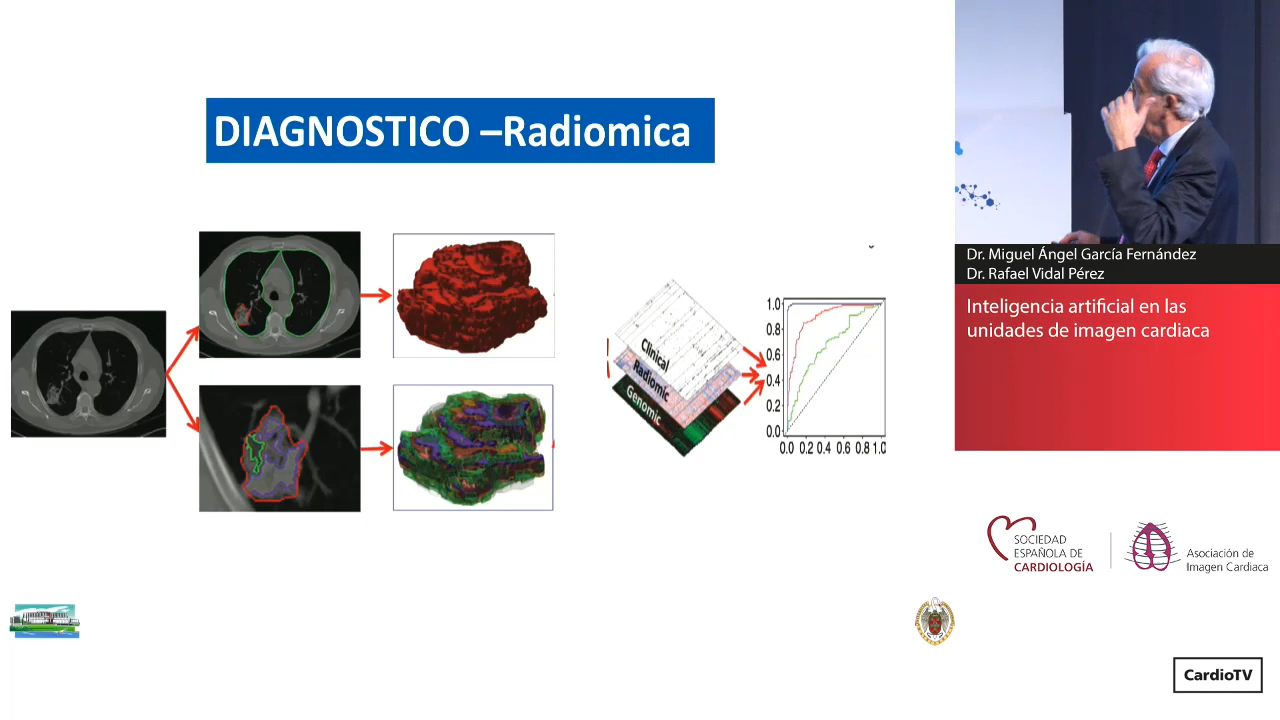 DIAGNOSTICO –Radiomica
Clinical
Radiomic
Genomic
1.0
0.8
0.6
0.4
0.2
0.0
0.0 0.2 0.4 0.6 0.8 1.0
Dr. Miguel Ángel García Fernández
Dr. Rafael Vidal Pérez
Inteligencia artificial en las
unidades de imagen cardiaca
SOCIEDAD
ESPAÑOLA DE
CARDIOLOGÍA
Asociación de
Imagen Cardiaca
CardioTV